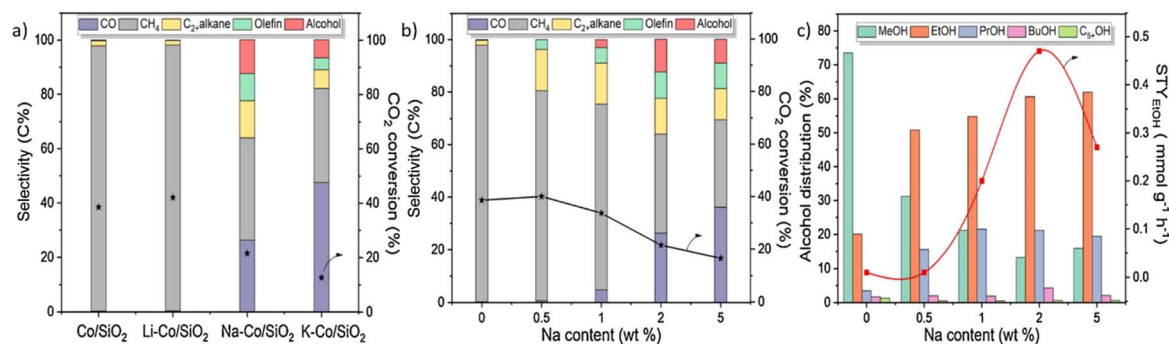 a)
CO CH4 C2+alkane Olefin Alcohol
Selectivity (C%)
100
80
60
40
20
0
100
80
60
40
20
0
CO2 conversion (%)
Co/SiO2 Li-Co/SiO2 Na-Co/SiO2 K-Co/SiO2
b)
CO CH4 C2+alkane Olefin Alcohol
Selectivity (C%)
100
80
60
40
20
0
100
80
60
40
20
0
CO2 conversion (%)
0 0.5 1 2 5
Na content (wt %)
c)
MeOH EtOH PrOH BuOH C5+OH
Alcohol distribution (%)
80
70
60
50
40
30
20
10
0
0.5
0.4
0.3
0.2
0.1
0.0
STY EtOH ( mmol g-1 h-1)
0 0.5 1 2 5
Na content (wt %)